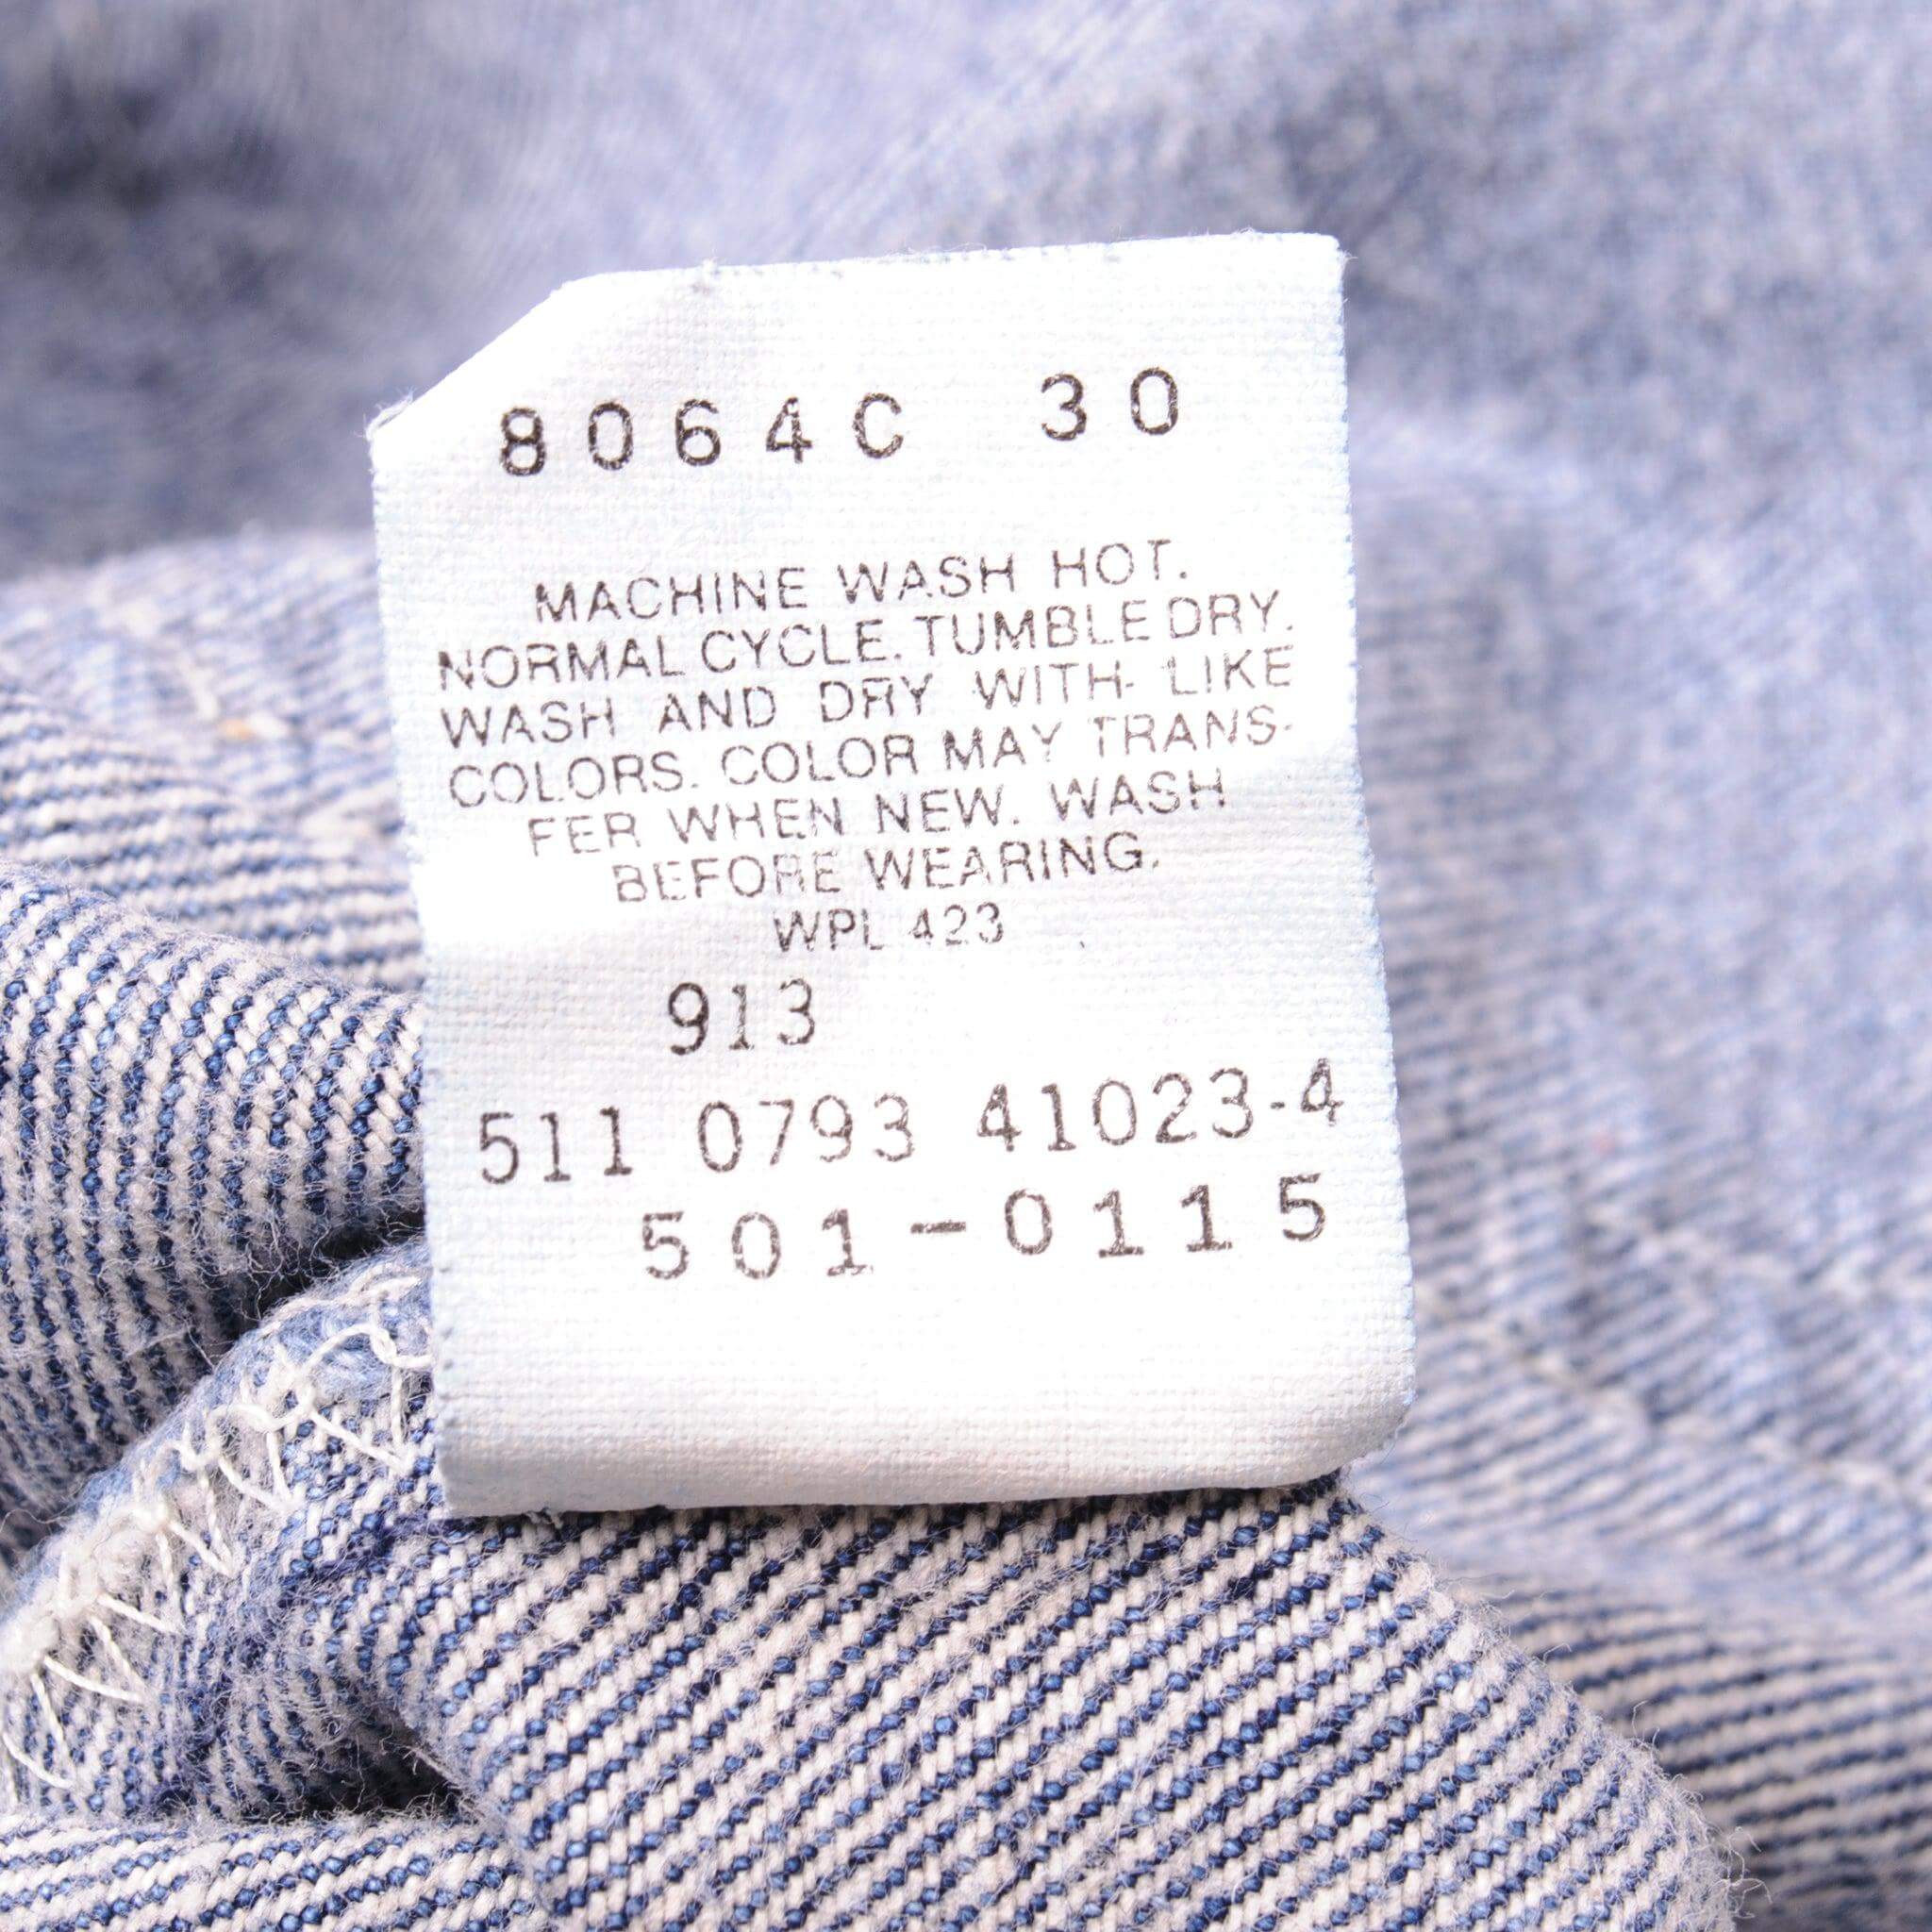 8064C 30
MACHINE WASH HOT.
NORMAL CYCLE. TUMBLE DRY.
WASH AND DRY WITH LIKE
COLORS. COLOR MAY TRANS-
FER WHEN NEW. WASH
BEFORE WEARING.
WPL 423
913
511 0793 41023-4
501-0115